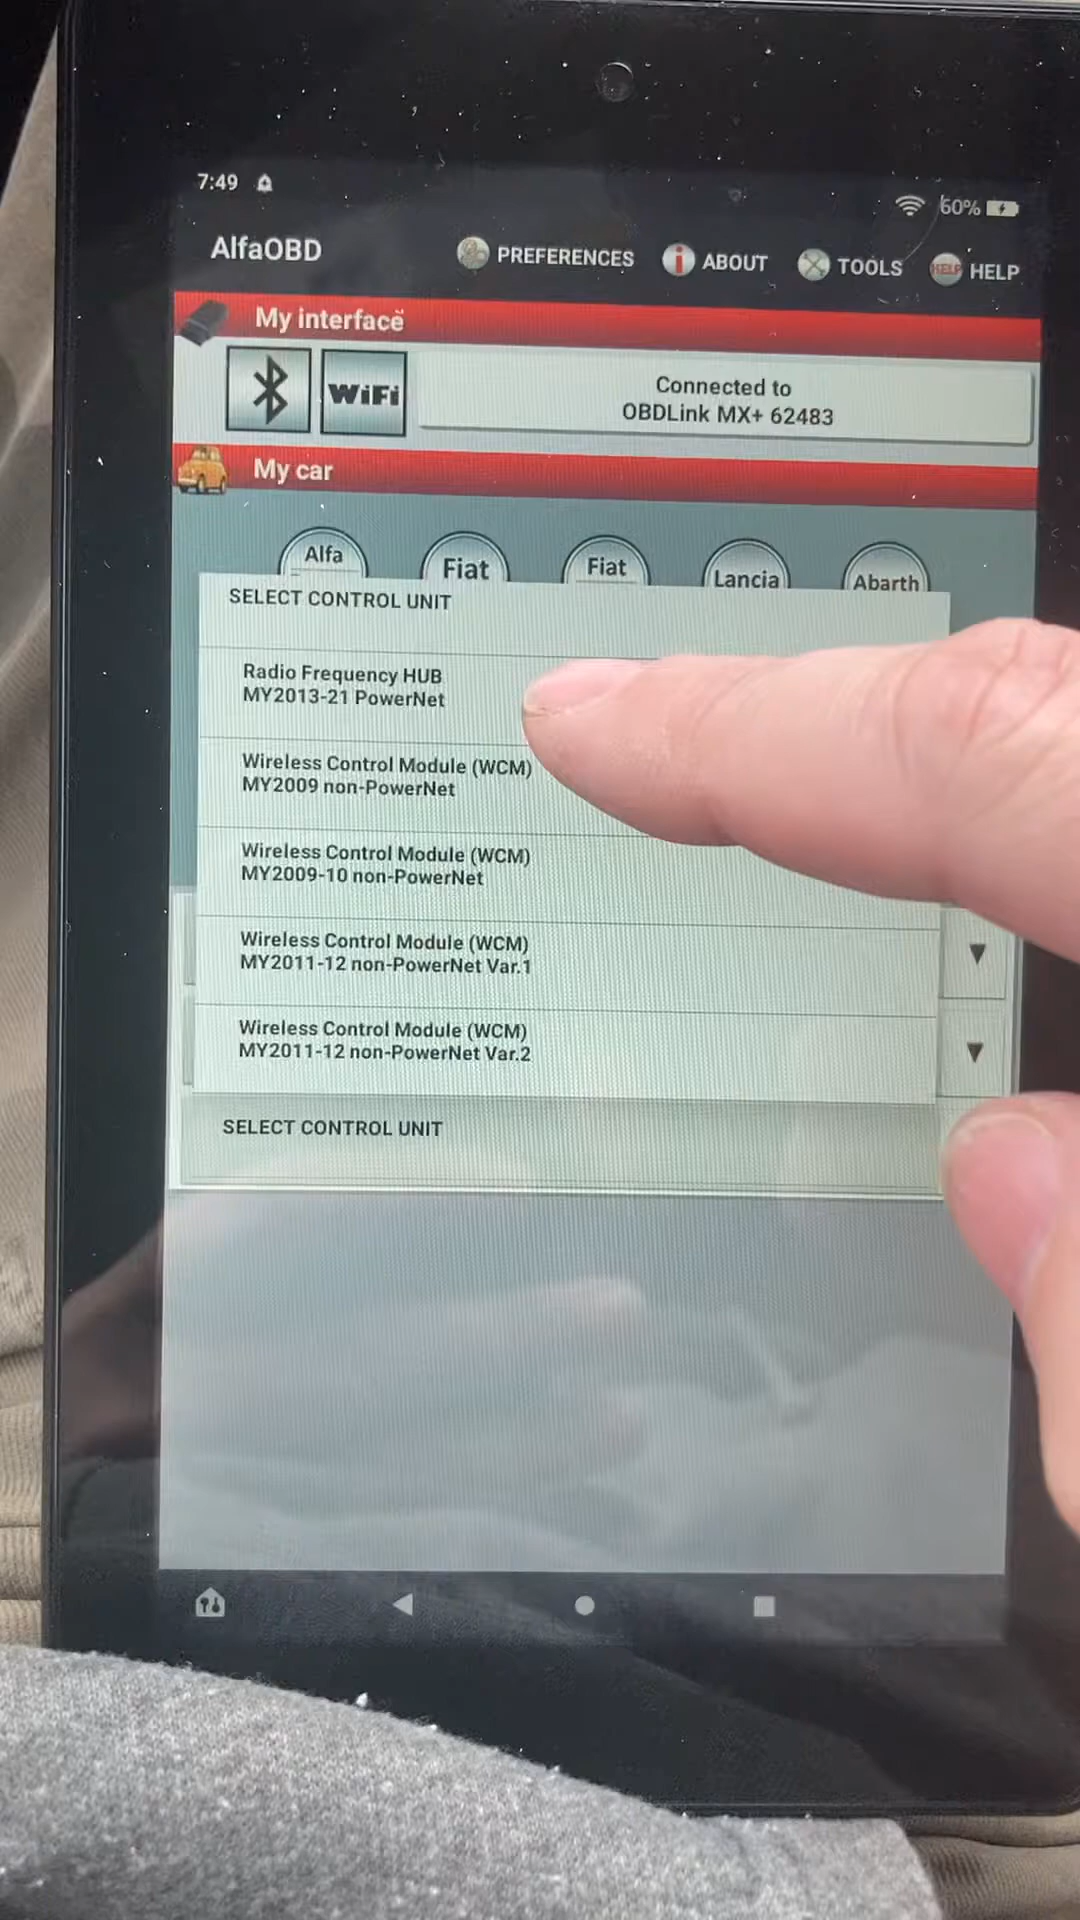 7:49
60%
AlfaOBD
PREFERENCES
ABOUT
TOOLS
HELP
HELP
My interface
WiFi
Connected to
OBDLink MX+ 62483
My car
Alfa
Fiat
Fiat
Lancia
Abarth
SELECT CONTROL UNIT
Radio Frequency HUB
MY2013-21 PowerNet
Wireless Control Module (WCM)
MY2009 non-PowerNet
Wireless Control Module (WCM)
MY2009-10 non-PowerNet
Wireless Control Module (WCM)
MY2011-12 non-PowerNet Var.1
Wireless Control Module (WCM)
MY2011-12 non-PowerNet Var.2
SELECT CONTROL UNIT